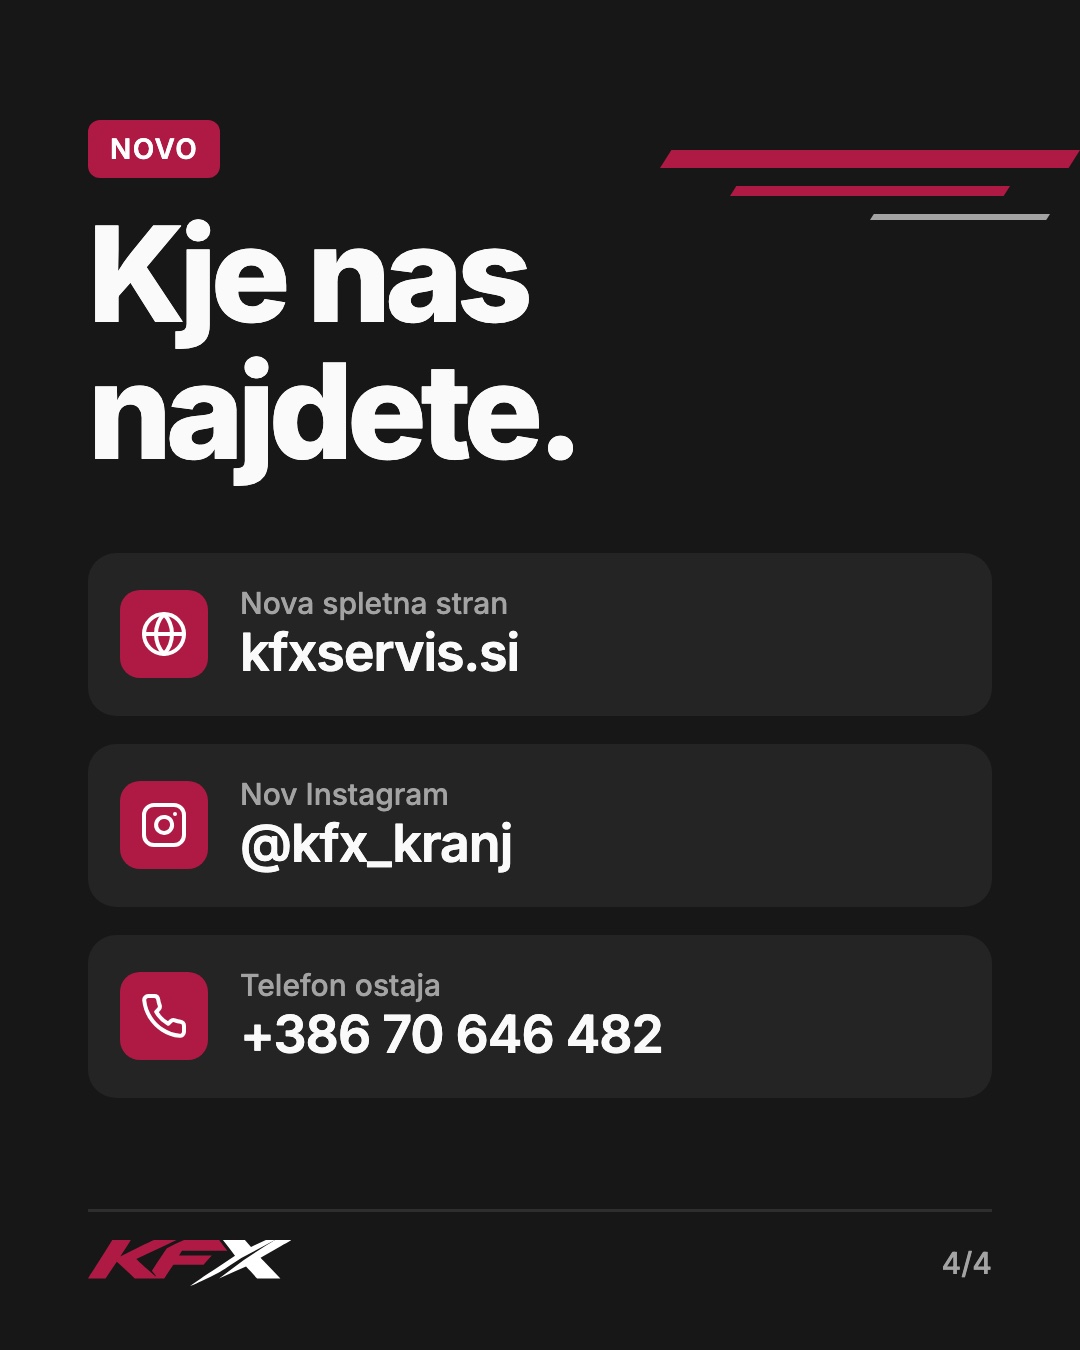 NOVO
Kje nas
najdete.
Nova spletna stran
kfxservis.si
Nov Instagram
@kfx_kranj
Telefon ostaja
+386 70 646 482
KFX
4/4